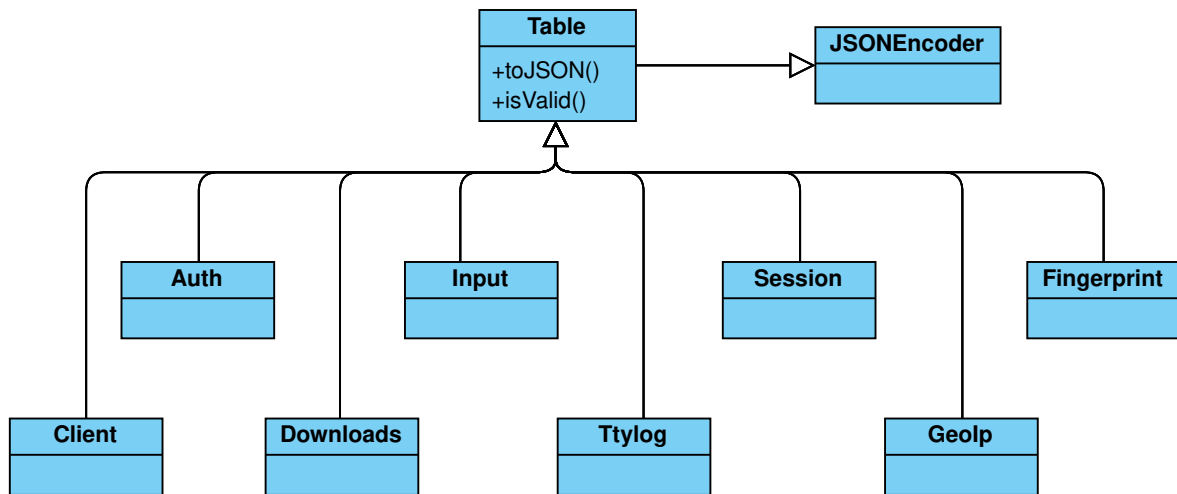 Table
+toJSON()
+isValid()
JSONEncoder
Auth
Input
Session
Fingerprint
Client
Downloads
Ttylog
GeoIp